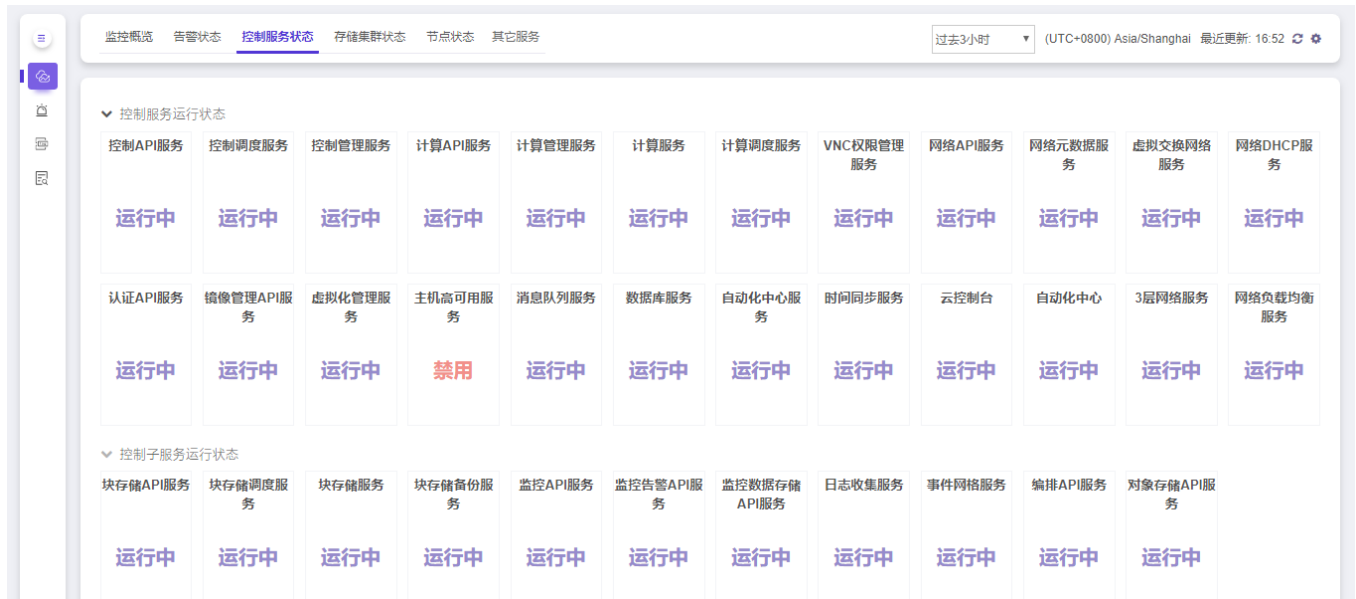 监控概览 告警状态 控制服务状态 存储集群状态 节点状态 其它服务 过去3小时 (UTC+0800) Asia/Shanghai 最近更新: 16:52
控制服务运行状态
控制API服务 控制调度服务 控制管理服务 计算API服务 计算管理服务 计算服务 计算调度服务 VNC权限管理 网络API服务 网络元数据服 虚拟交换网络 网络DHCP服
服务 务 服务 务
运行中 运行中 运行中 运行中 运行中 运行中 运行中 运行中 运行中 运行中 运行中 运行中
认证API服务 镜像管理API服 虚拟化管理服 主机高可用服 消息队列服务 数据库服务 自动化中心服 时间同步服务 云控制台 自动化中心 3层网络服务 网络负载均衡
务 务 务 务 服务
运行中 运行中 运行中 禁用 运行中 运行中 运行中 运行中 运行中 运行中 运行中 运行中
控制子服务运行状态
块存储API服务 块存储调度服 块存储服务 块存储备份服 监控API服务 监控告警API服 监控数据存储 日志收集服务 事件网格服务 编排API服务 对象存储API服
务 务 务 API服务 务
运行中 运行中 运行中 运行中 运行中 运行中 运行中 运行中 运行中 运行中 运行中